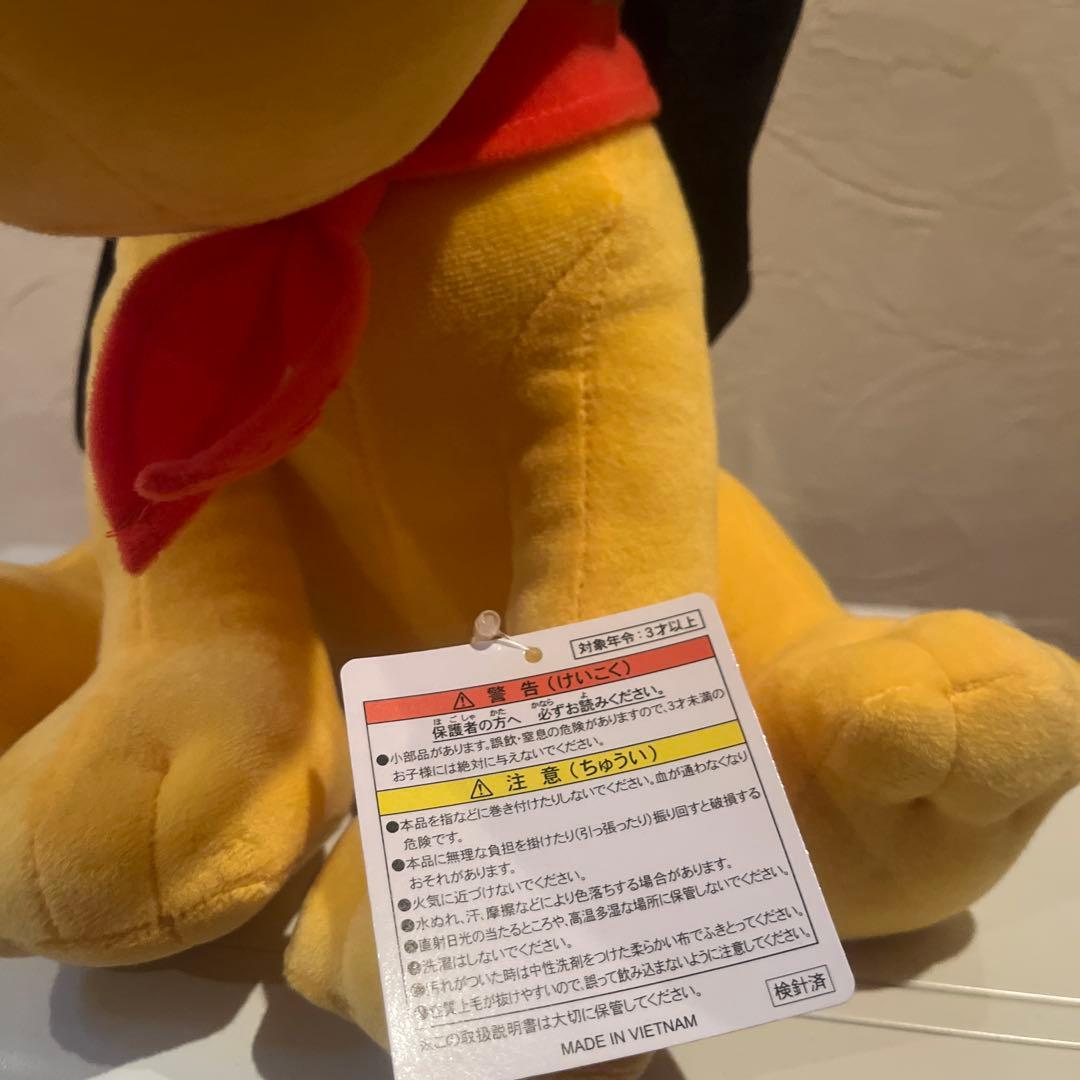 対象年令：3才以上
⚠ 警告（けいこく）
保護者の方へ 必ずお読みください。
●小部品があります。誤飲・窒息の危険がありますので、3才未満の
お子様には絶対に与えないでください。
⚠ 注意（ちゅうい）
●本品を指などに巻き付けたりしないでください。血が通わなくなり
危険です。
●本品に無理な負担を掛けたり（引っ張ったり）振り回すと破損する
おそれがあります。
●火気に近づけないでください。
●水ぬれ、汗、摩擦などにより色落ちする場合があります。
●直射日光の当たるところや、高温多湿な場所に保管しないでください。
●洗濯はしないでください。
●汚れがついた時は中性洗剤をつけた柔らかい布でふきとってください。
●品質上毛が抜けやすいので、誤って飲み込まないように注意してください。
※この取扱説明書は大切に保管してください。
検針済
MADE IN VIETNAM